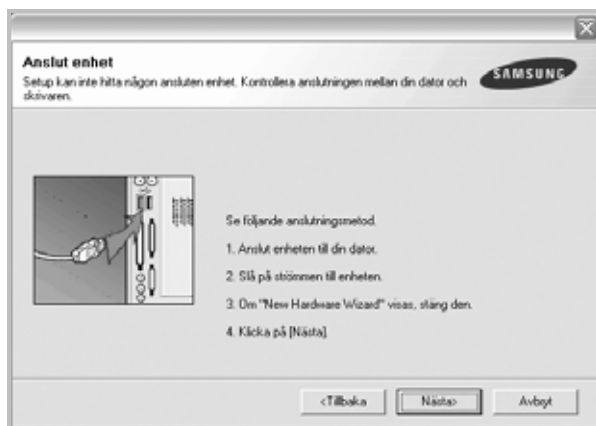 Anslut enhet
Setup kan inte hitta någon ansluten enhet. Kontrollera anslutningen mellan din dator och
skrivaren.
SAMSUNG
Se följande anslutningsmetod.
1. Anslut enheten till din dator.
2. Slå på strömmen till enheten.
3. Om "New Hardware Wizard" visas, stäng den.
4. Klicka på [Nästa].
<Tillbaka
Nästa>
Avbryt